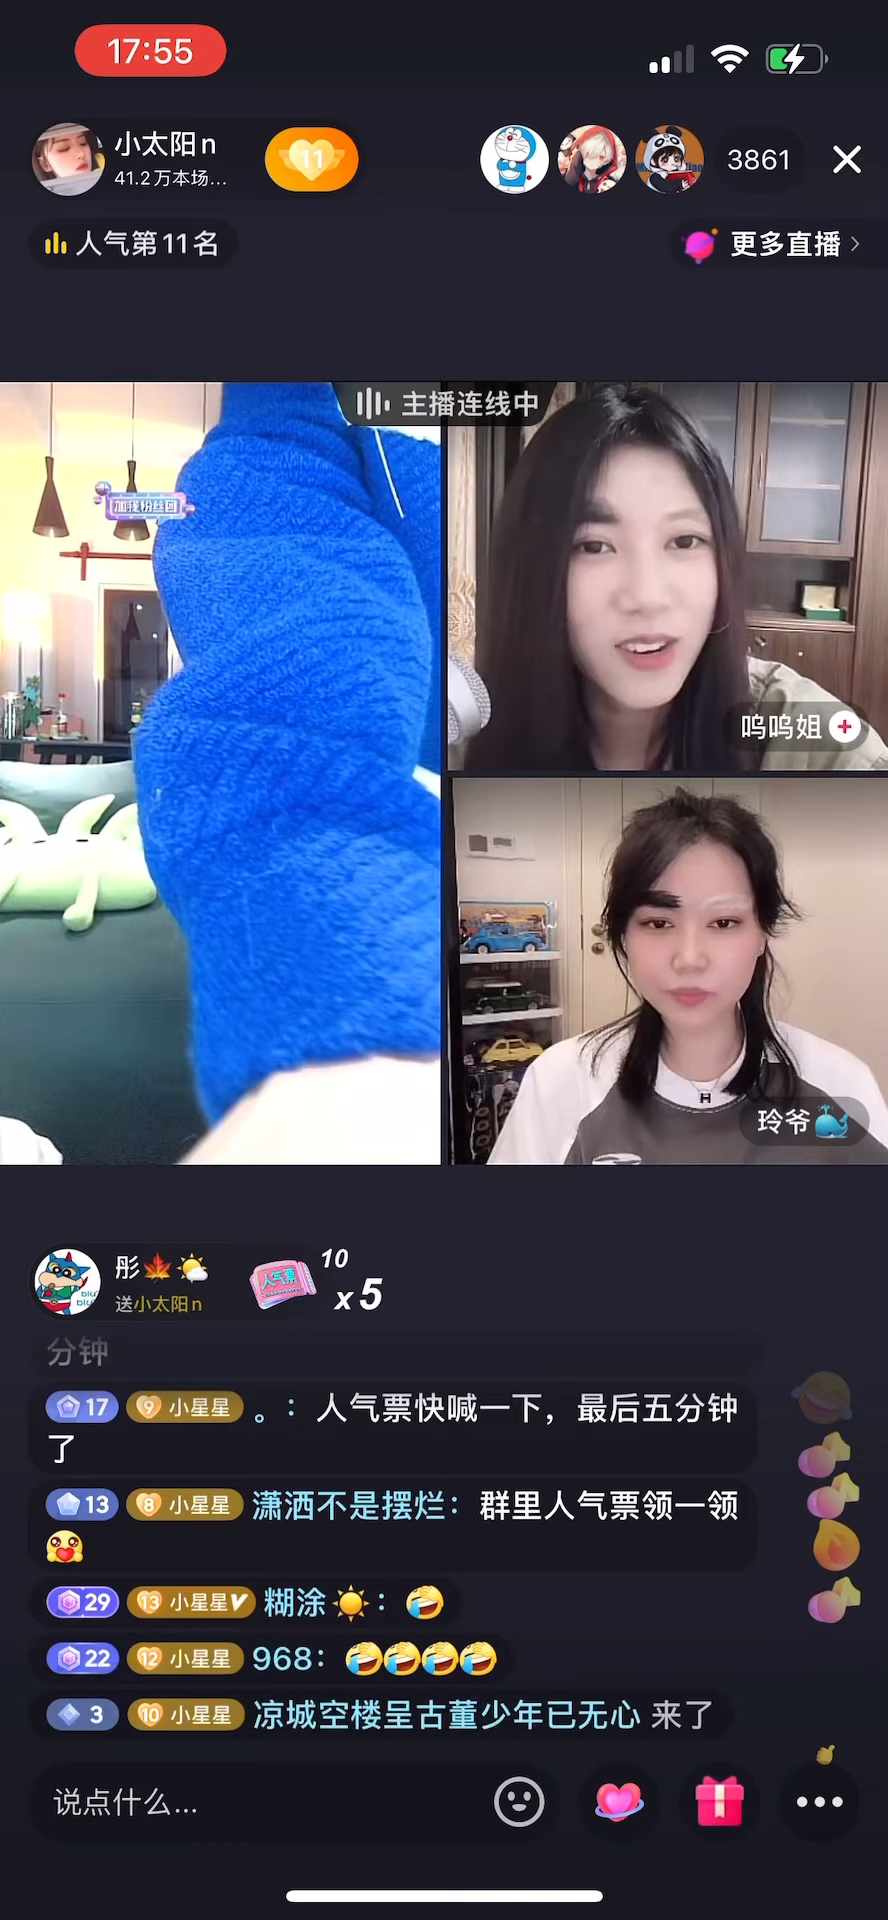 17:55
小太阳n
41.2万本场...
11
3861
人气第11名
更多直播
主播连线中
加我粉丝团
呜呜姐
H
玲爷
彤
送小太阳n
人气票
10
x5
分钟
17 9 小星星 。：人气票快喊一下，最后五分钟
了
13 8 小星星 潇洒不是摆烂：群里人气票领一领
29 13 小星星V 糊涂：
22 12 小星星 968：
3 10 小星星 凉城空楼呈古董少年已无心 来了
说点什么...